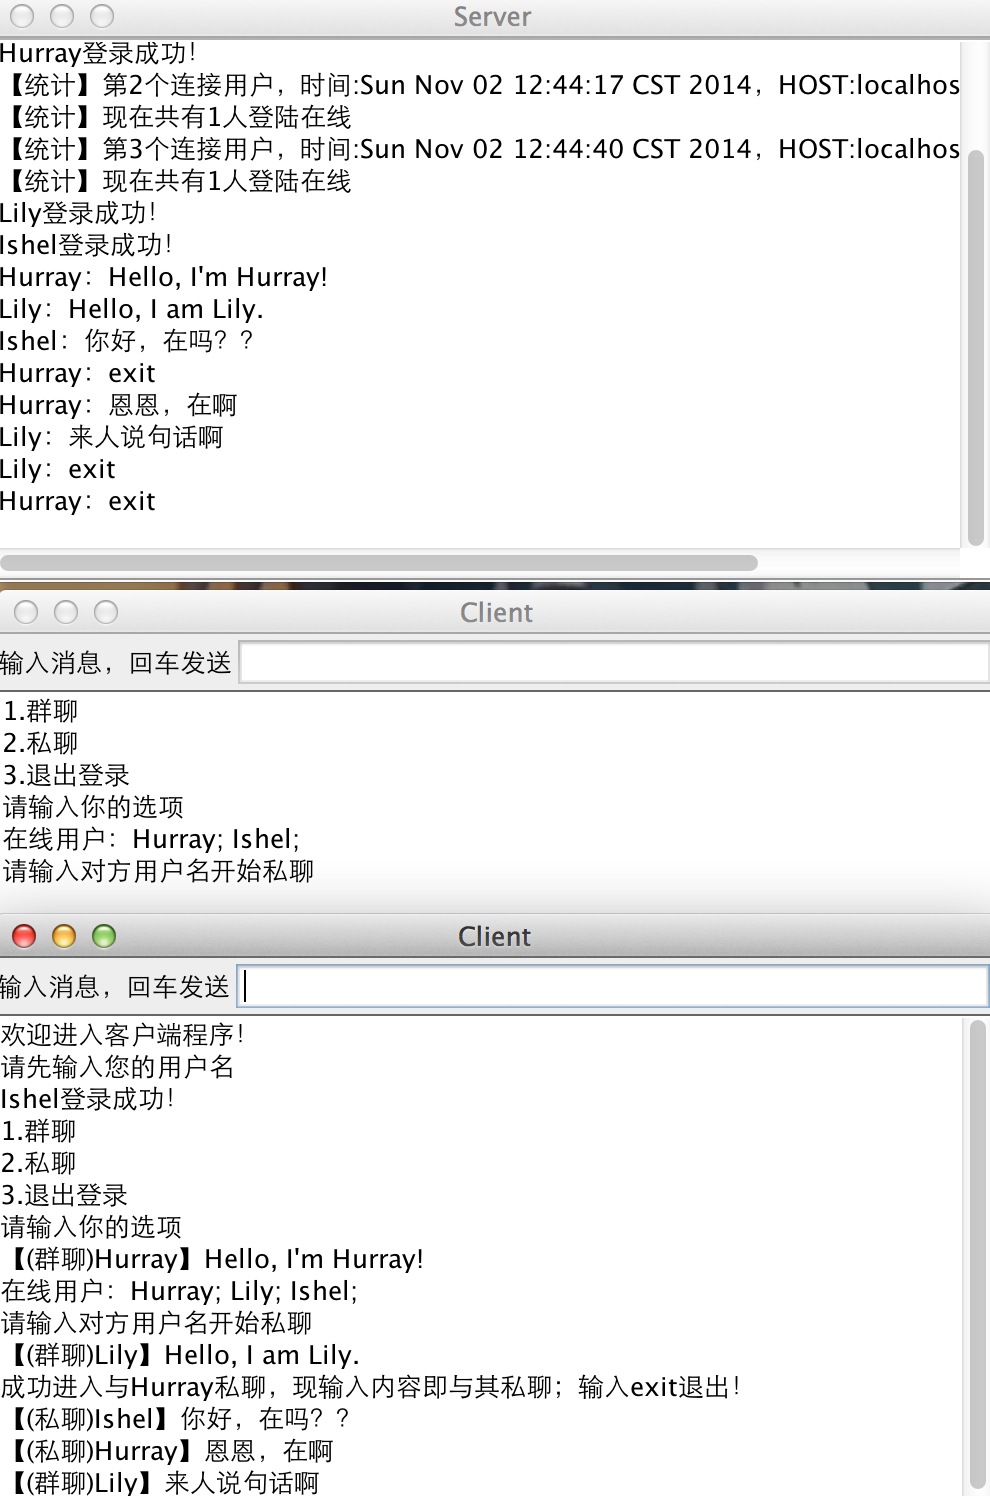 Server
Hurray登录成功！
【统计】第2个连接用户，时间:Sun Nov 02 12:44:17 CST 2014，HOST:localhos
【统计】现在共有1人登陆在线
【统计】第3个连接用户，时间:Sun Nov 02 12:44:40 CST 2014，HOST:localhos
【统计】现在共有1人登陆在线
Lily登录成功！
Ishel登录成功！
Hurray：Hello, I'm Hurray!
Lily：Hello, I am Lily.
Ishel：你好，在吗？？
Hurray：exit
Hurray：恩恩，在啊
Lily：来人说句话啊
Lily：exit
Hurray：exit
Client
输入消息，回车发送
1.群聊
2.私聊
3.退出登录
请输入你的选项
在线用户：Hurray; Ishel;
请输入对方用户名开始私聊
Client
输入消息，回车发送
欢迎进入客户端程序！
请先输入您的用户名
Ishel登录成功！
1.群聊
2.私聊
3.退出登录
请输入你的选项
【(群聊)Hurray】Hello, I'm Hurray!
在线用户：Hurray; Lily; Ishel;
请输入对方用户名开始私聊
【(群聊)Lily】Hello, I am Lily.
成功进入与Hurray私聊，现输入内容即与其私聊；输入exit退出！
【(私聊)Ishel】你好，在吗？？
【(私聊)Hurray】恩恩，在啊
【(群聊)Lily】来人说句话啊